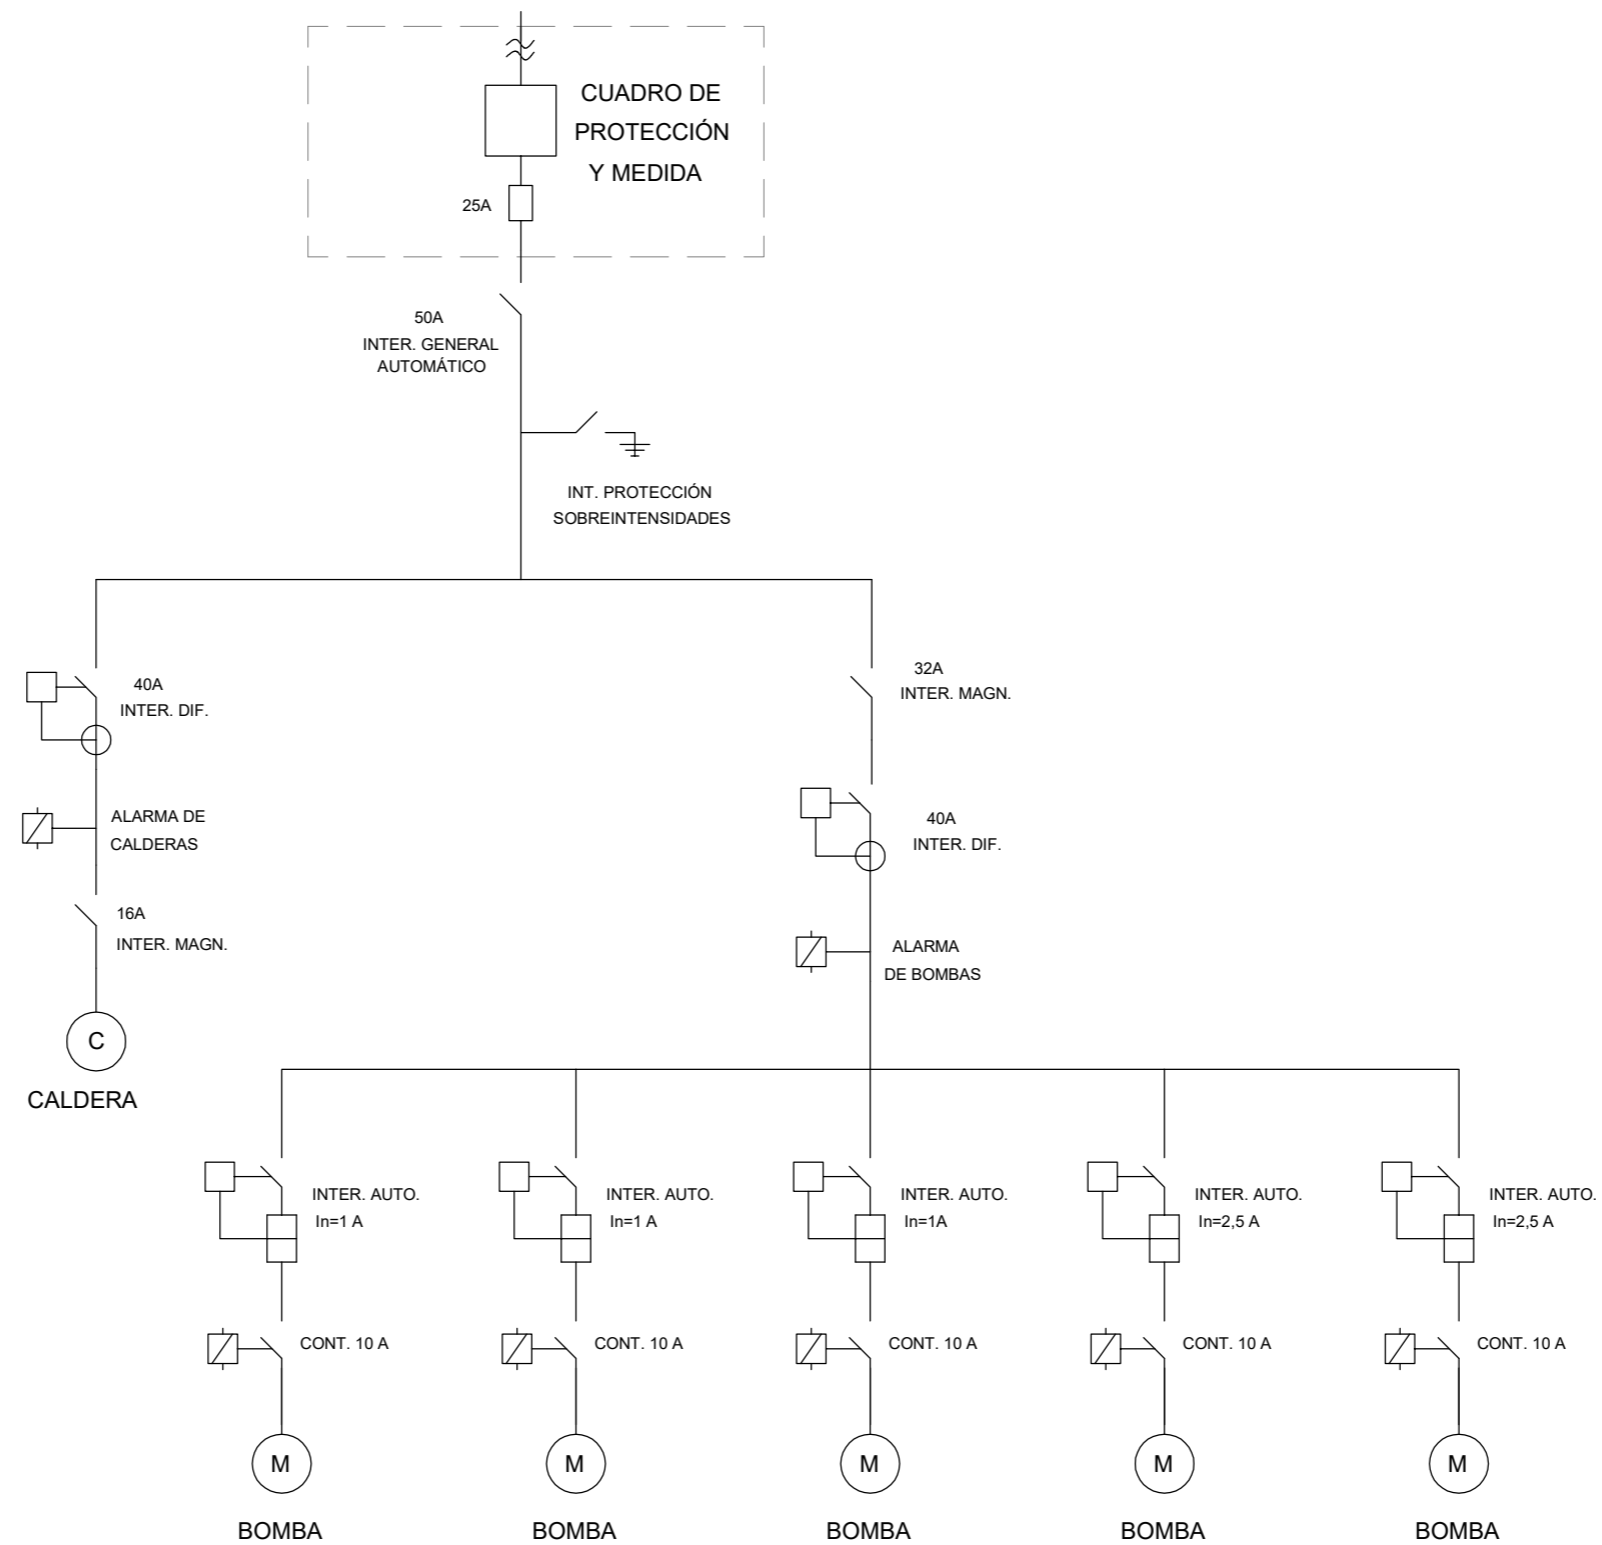 CUADRO DE
PROTECCIÓN
Y MEDIDA
25A
50A
INTER. GENERAL
AUTOMÁTICO
INT. PROTECCIÓN
SOBREINTENSIDADES
40A
INTER. DIF.
ALARMA DE
CALDERAS
16A
INTER. MAGN.
C
CALDERA
32A
INTER. MAGN.
40A
INTER. DIF.
ALARMA
DE BOMBAS
INTER. AUTO.
In=1 A
CONT. 10 A
M
BOMBA
INTER. AUTO.
In=1 A
CONT. 10 A
M
BOMBA
INTER. AUTO.
In=1A
CONT. 10 A
M
BOMBA
INTER. AUTO.
In=2,5 A
CONT. 10 A
M
BOMBA
INTER. AUTO.
In=2,5 A
CONT. 10 A
M
BOMBA